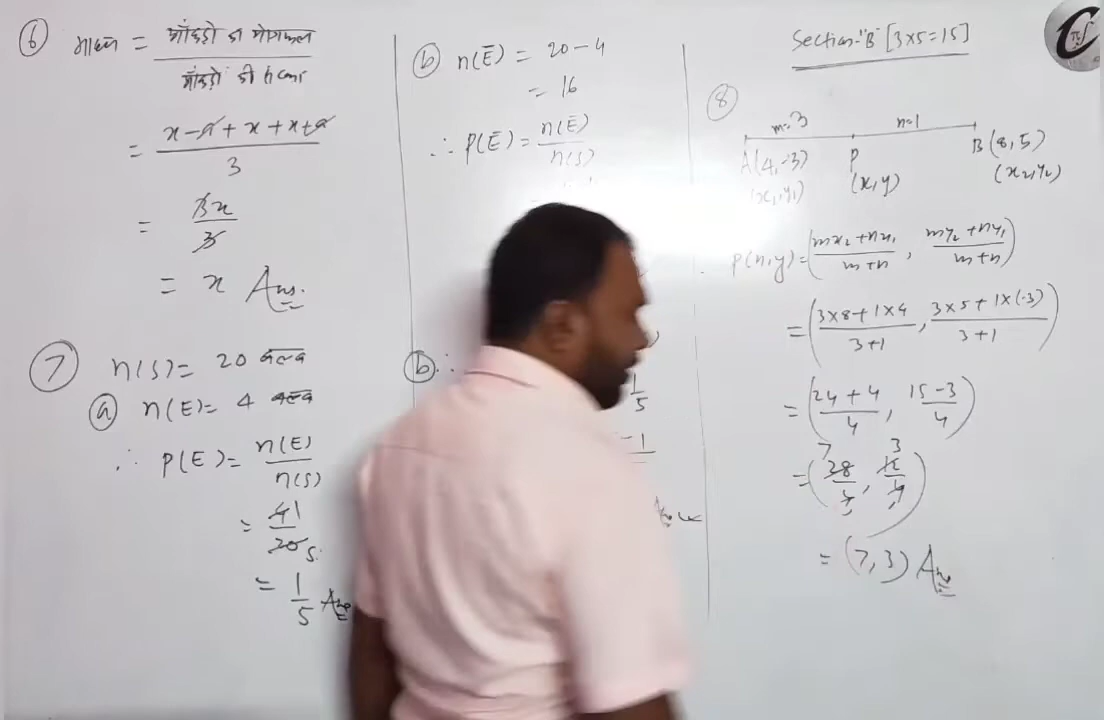 ⑥ माध्य = आँकड़ो का योगफल / आँकड़ो की
= x-a + x + x+a / 3
= 3x / 3
= x Ans.
⑦ n(S) = 20 बल्ब
ⓐ n(E) = 4 बल्ब
∴ P(E) = n(E) / n(S)
= 4 1 / 20 5
= 1/5 Ans
ⓑ n(Ē) = 20 - 4
= 16
∴ P(Ē) = n(Ē) / n(S)
ⓑ ∴
1/5
-1
Ans
Section-"B" [3×5=15]
⑧
m=3 n=1
A(4,-3) P B(8,5)
(x₁,y₁) (x,y) (x₂,y₂)
P(x,y) = (mx₂+nx₁ / m+n , my₂+ny₁ / m+n)
= (3×8+1×4 / 3+1 , 3×5+1×(-3) / 3+1)
= (24+4 / 4 , 15-3 / 4)
= (28 7 / 4 , 12 3 / 4)
= (7,3) Ans